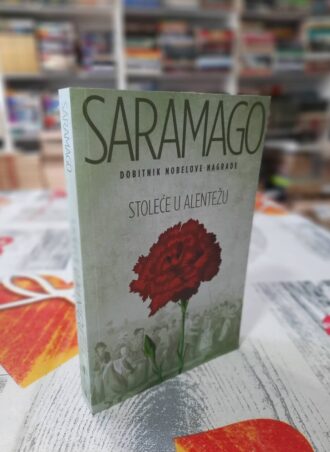 SARAMAGO
SARAMAGO
DOBITNIK NOBELOVE NAGRADE
STOLEĆE U ALENTEŽU